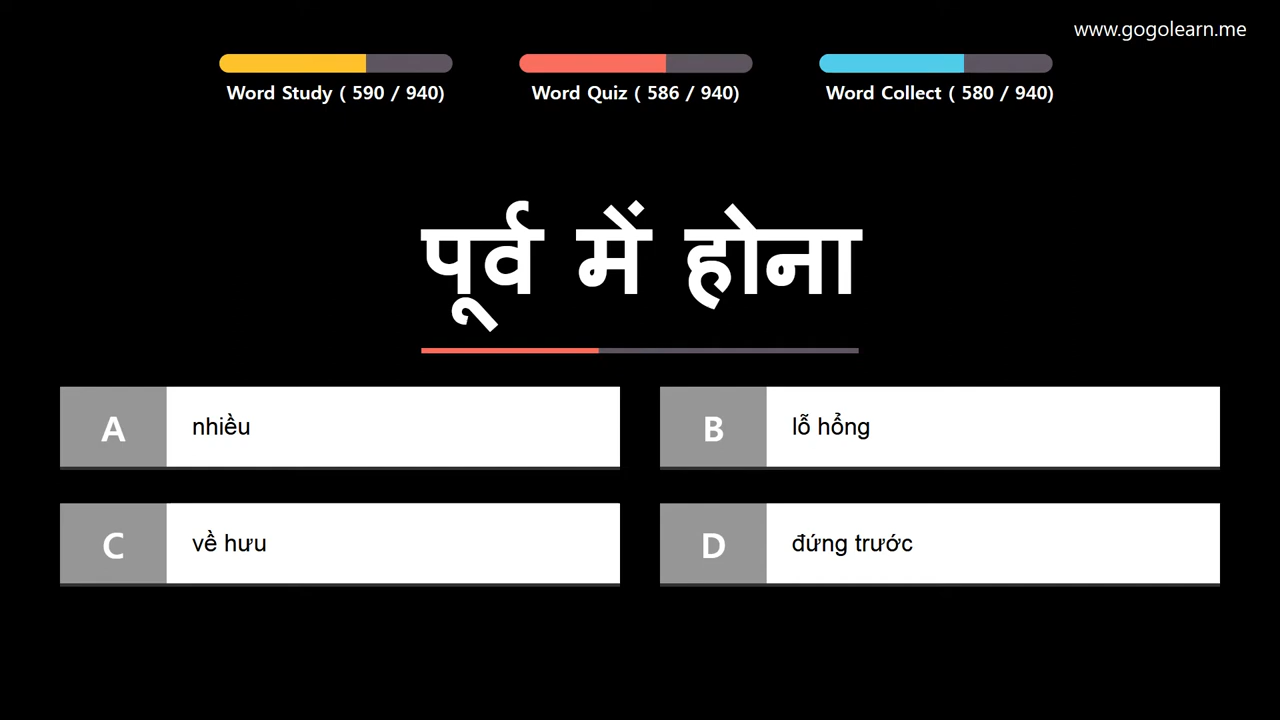 www.gogolearn.me
Word Study ( 590 / 940)
Word Quiz ( 586 / 940)
Word Collect ( 580 / 940)
पूर्व में होना
A nhiều
B lỗ hổng
C về hưu
D đứng trước